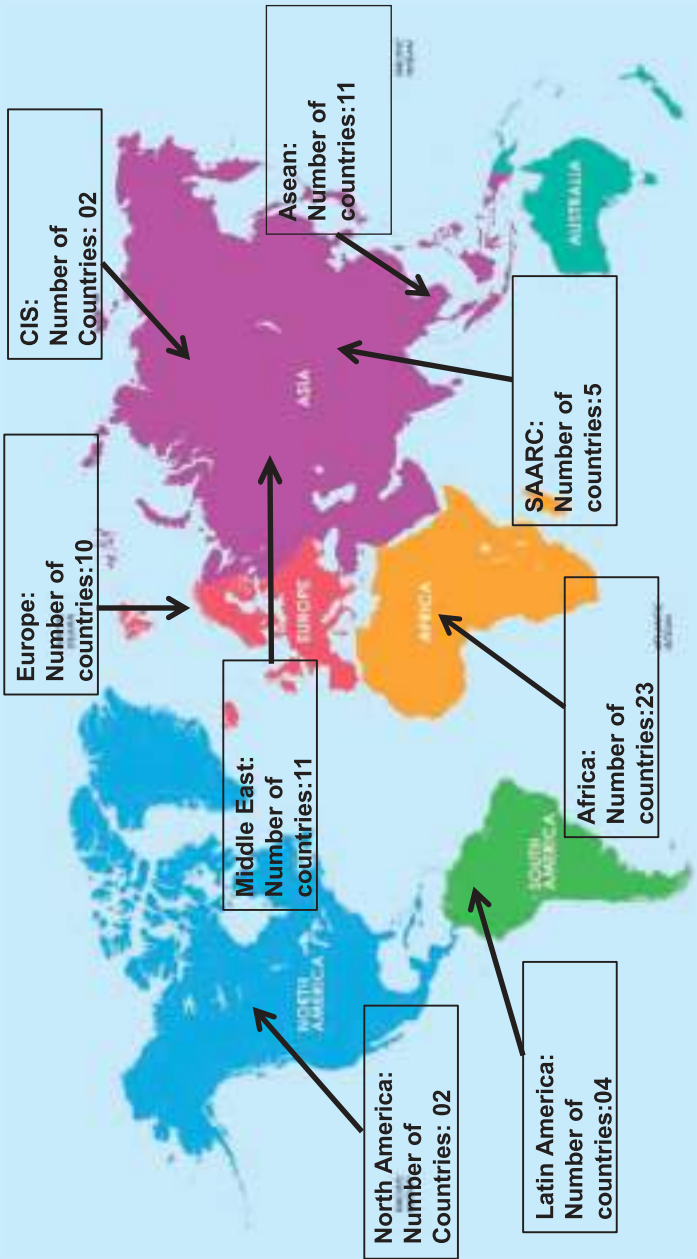 CIS:
Number of
Countries: 02
Asean:
Number of
countries:11
Europe:
Number of
countries:10
ASIA
AUSTRALIA
SAARC:
Number of
countries:5
EUROPE
AFRICA
Middle East:
Number of
countries:11
Africa:
Number of
countries:23
NORTH
AMERICA
SOUTH
AMERICA
North America:
Number of
Countries: 02
Latin America:
Number of
countries:04